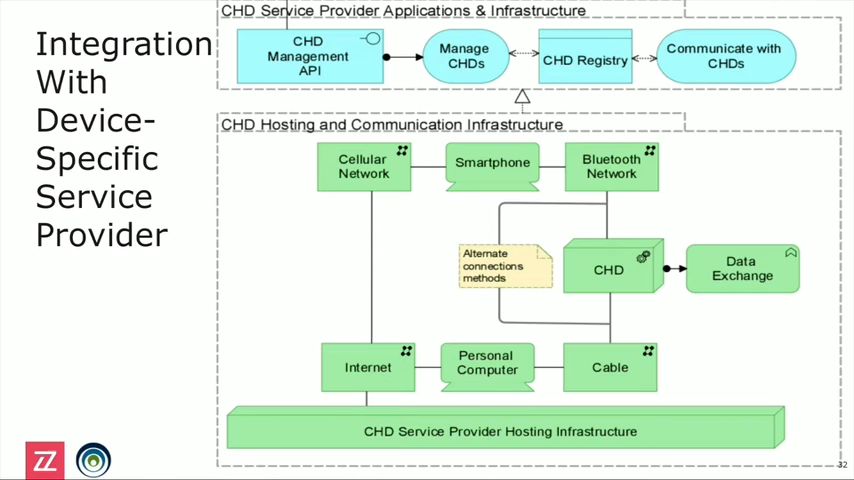 Integration
With
Device-
Specific
Service
Provider
CHD Service Provider Applications & Infrastructure
CHD
Management
API
Manage
CHDs
CHD Registry
Communicate with
CHDs
CHD Hosting and Communication Infrastructure
Cellular
Network
Smartphone
Bluetooth
Network
Alternate
connections
methods
CHD
Data
Exchange
Internet
Personal
Computer
Cable
CHD Service Provider Hosting Infrastructure
ZZ
32